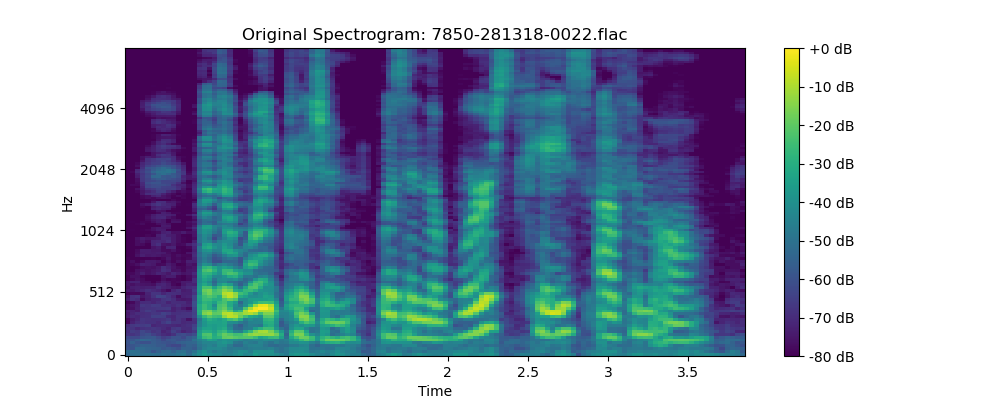 Original Spectrogram: 7850-281318-0022.flac
Hz
4096
2048
1024
512
0
0 0.5 1 1.5 2 2.5 3 3.5
Time
+0 dB
-10 dB
-20 dB
-30 dB
-40 dB
-50 dB
-60 dB
-70 dB
-80 dB